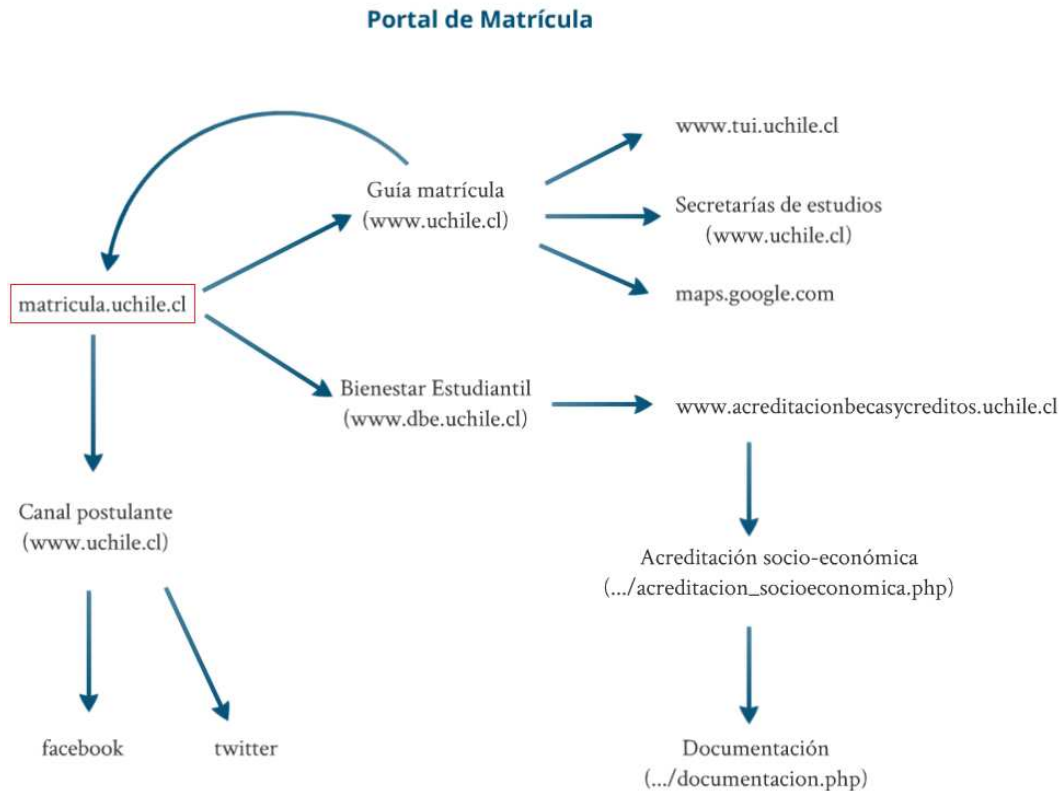 Portal de Matrícula
www.tui.uchile.cl
Guía matrícula
(www.uchile.cl)
Secretarías de estudios
(www.uchile.cl)
maps.google.com
matricula.uchile.cl
Bienestar Estudiantil
(www.dbe.uchile.cl)
www.acreditacionbecasycreditos.uchile.cl
Canal postulante
(www.uchile.cl)
Acreditación socio-económica
(.../acreditacion_socioeconomica.php)
facebook
twitter
Documentación
(.../documentacion.php)